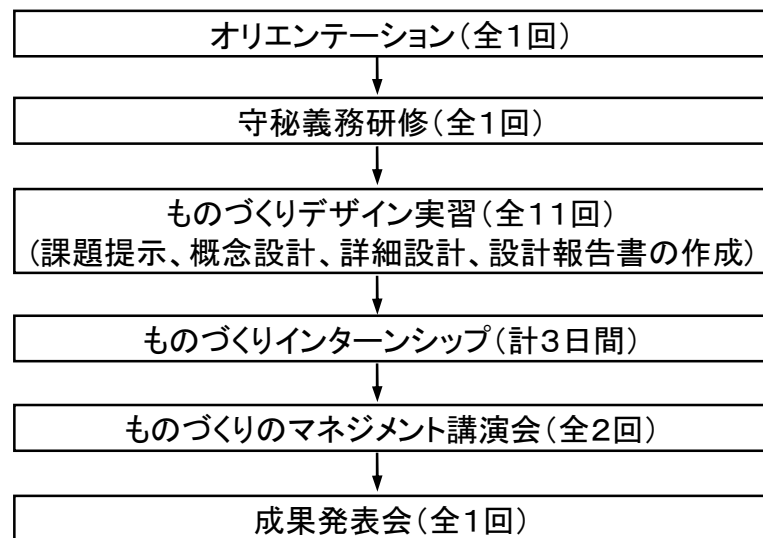 オリエンテーション(全1回)
守秘義務研修(全1回)
ものづくりデザイン実習(全11回)
(課題提示、概念設計、詳細設計、設計報告書の作成)
ものづくりインターンシップ(計3日間)
ものづくりのマネジメント講演会(全2回)
成果発表会(全1回)